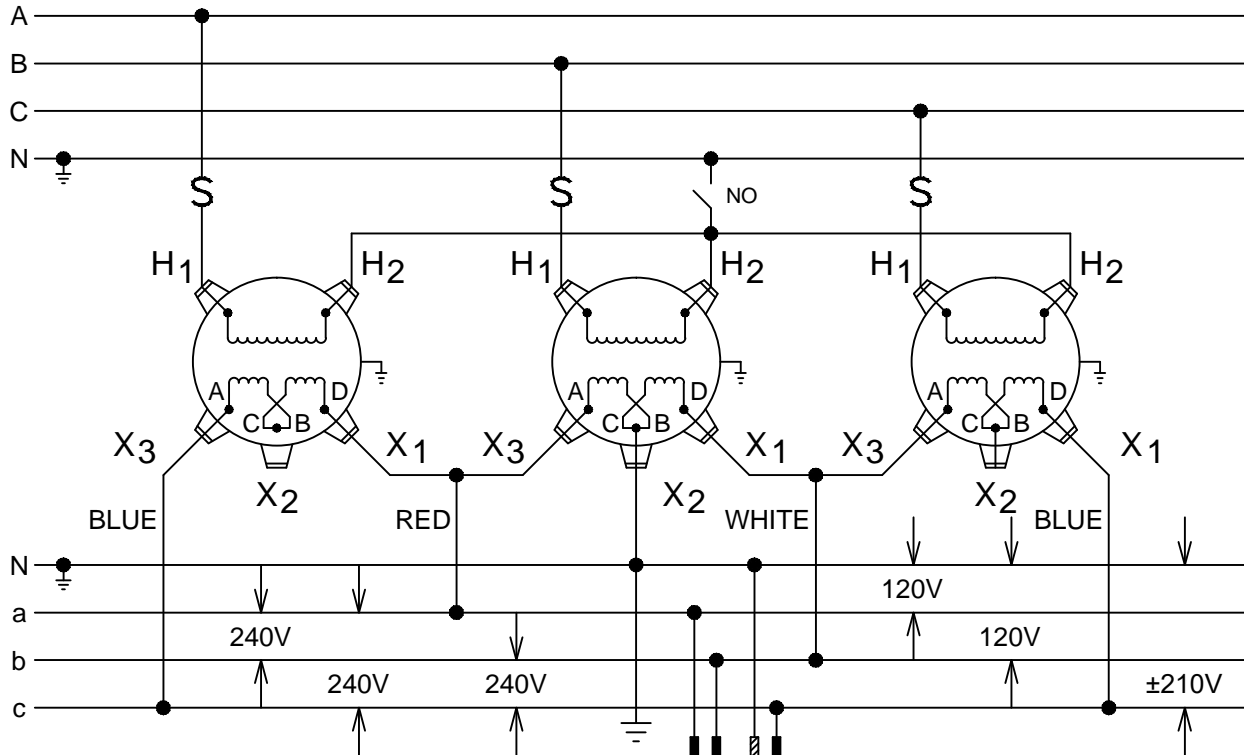 A
B
C
N
S S NO S
H1 H2 H1 H2 H1 H2
A D A D A D
C B C B C B
X3 X1 X3 X1 X3 X1
X2 X2 X2
BLUE RED WHITE BLUE
N
120V
a
240V 120V
b
240V 240V ±210V
c